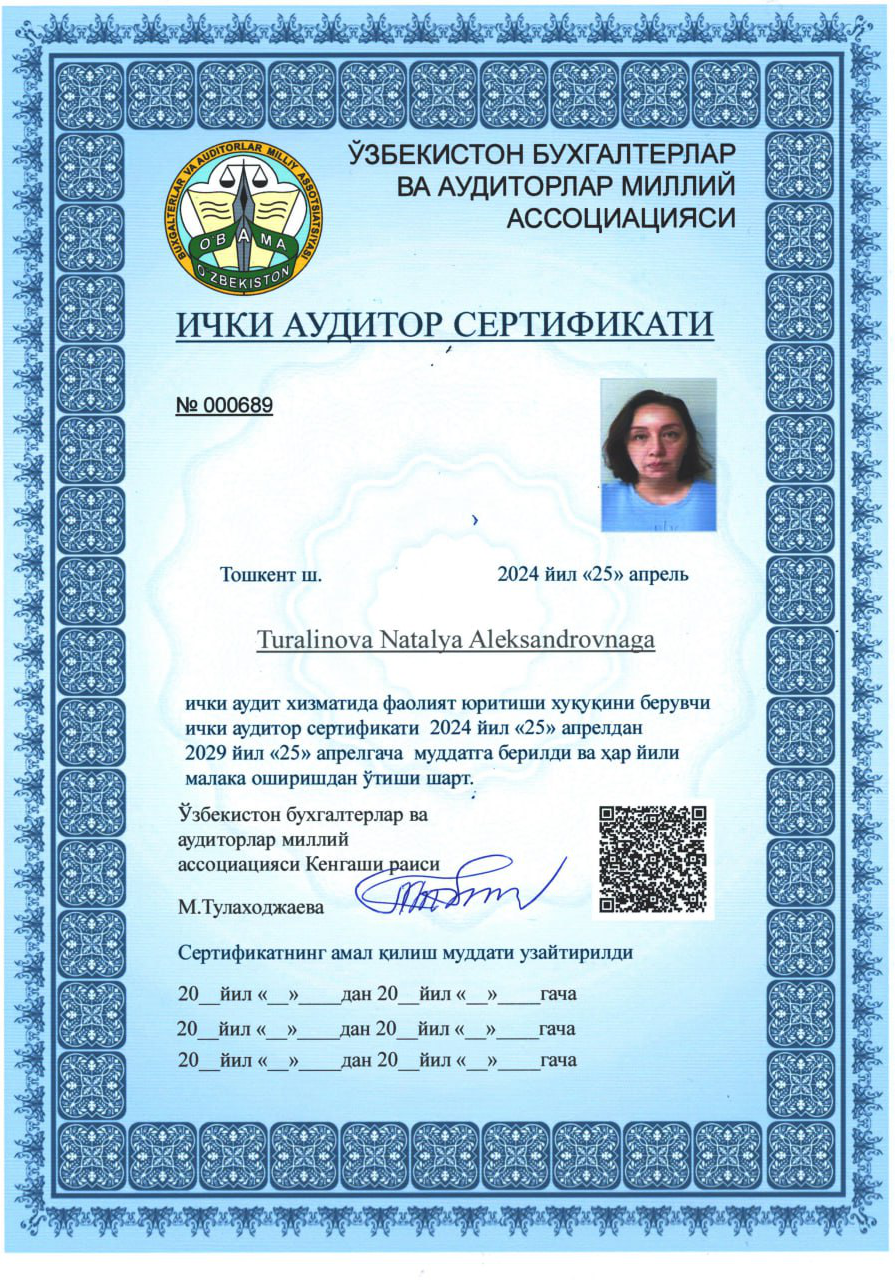 BUXGALTERLAR VA AUDITORLAR MILLIY ASSOTSIATSIYASI
O'BAMA
O'ZBEKISTON
ЎЗБЕКИСТОН БУХГАЛТЕРЛАР
ВА АУДИТОРЛАР МИЛЛИЙ
АССОЦИАЦИЯСИ
ИЧКИ АУДИТОР СЕРТИФИКАТИ
№ 000689
Тошкент ш. 2024 йил «25» апрель
Turalinova Natalya Aleksandrovnaga
ички аудит хизматида фаолият юритиши хуқуқини берувчи
ички аудитор сертификати 2024 йил «25» апрелдан
2029 йил «25» апрелгача муддатга берилди ва ҳар йили
малака оширишдан ўтиши шарт.
Ўзбекистон бухгалтерлар ва
аудиторлар миллий
ассоциацияси Кенгаши раиси
М.Тулаходжаева
Сертификатнинг амал қилиш муддати узайтирилди
20__йил «__»____дан 20__йил «__»____гача
20__йил «__»____дан 20__йил «__»____гача
20__йил «__»____дан 20__йил «__»____гача